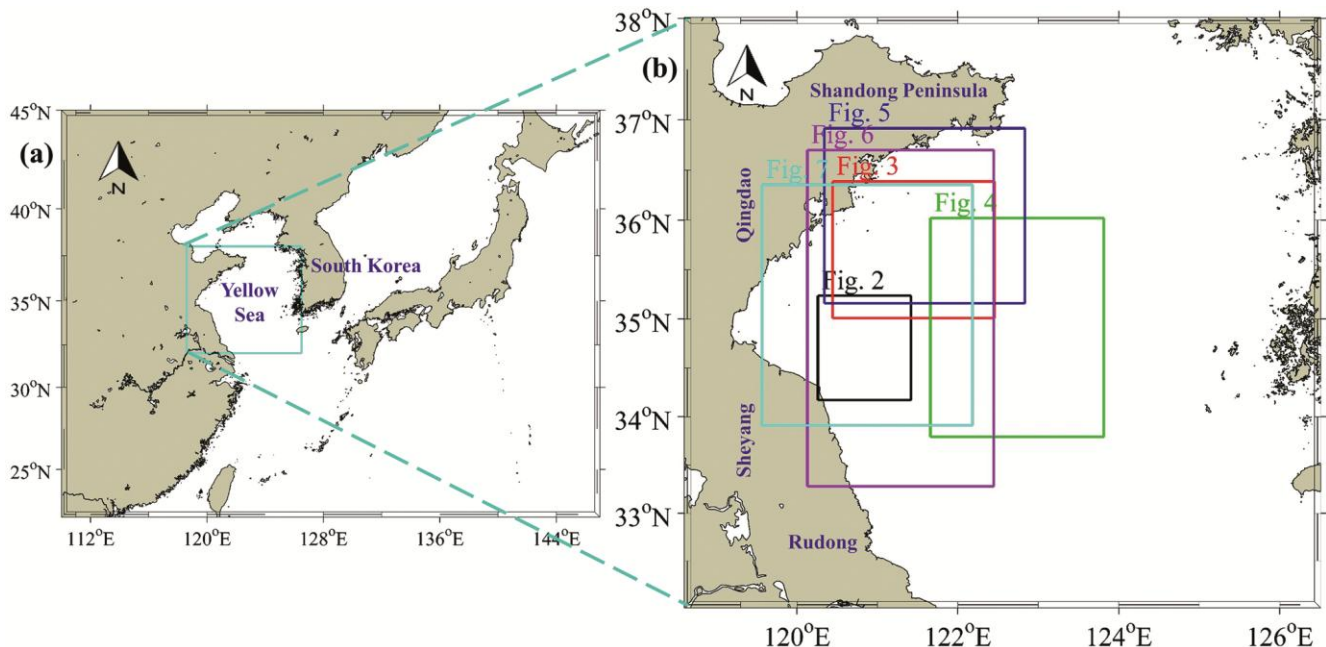 (a)
45°N
40°N
35°N
30°N
25°N
112°E
120°E
128°E
136°E
144°E
N
South Korea
Yellow
Sea
(b)
38°N
37°N
36°N
35°N
34°N
33°N
120°E
122°E
124°E
126°E
N
Shandong Peninsula
Fig. 5
Fig. 6
Fig. 7
Fig. 3
Fig. 4
Fig. 2
Qingdao
Sheyang
Rudong